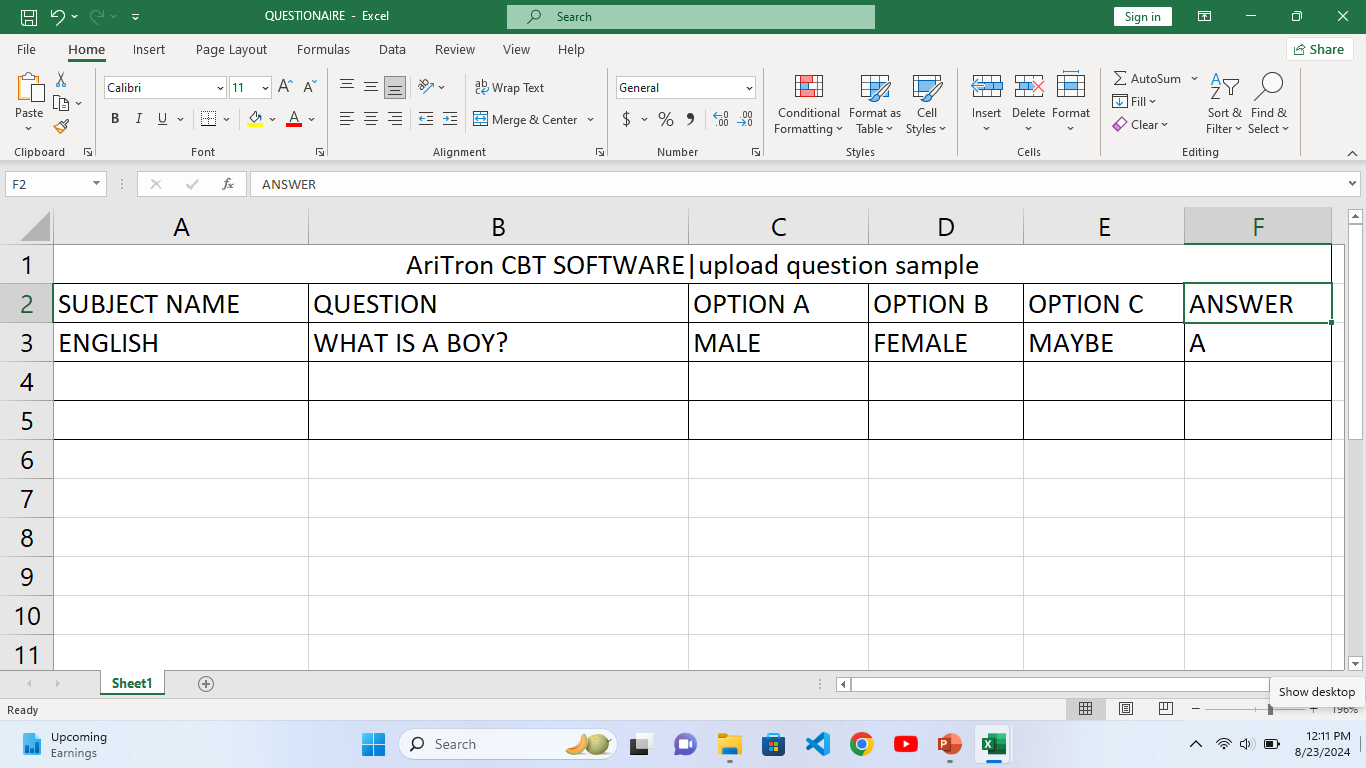 QUESTIONAIRE - Excel
Search
Sign in
File Home Insert Page Layout Formulas Data Review View Help
Share
Paste
Calibri 11
Wrap Text
General
Merge & Center
Conditional Formatting
Format as Table
Cell Styles
Insert Delete Format
AutoSum
Fill
Clear
Sort & Filter
Find & Select
Clipboard Font Alignment Number Styles Cells Editing
F2 fx ANSWER
A B C D E F
1 AriTron CBT SOFTWARE|upload question sample
2 SUBJECT NAME QUESTION OPTION A OPTION B OPTION C ANSWER
3 ENGLISH WHAT IS A BOY? MALE FEMALE MAYBE A
4
5
6
7
8
9
10
11
Sheet1
Show desktop
Ready
196%
Upcoming
Earnings
Search
12:11 PM
8/23/2024